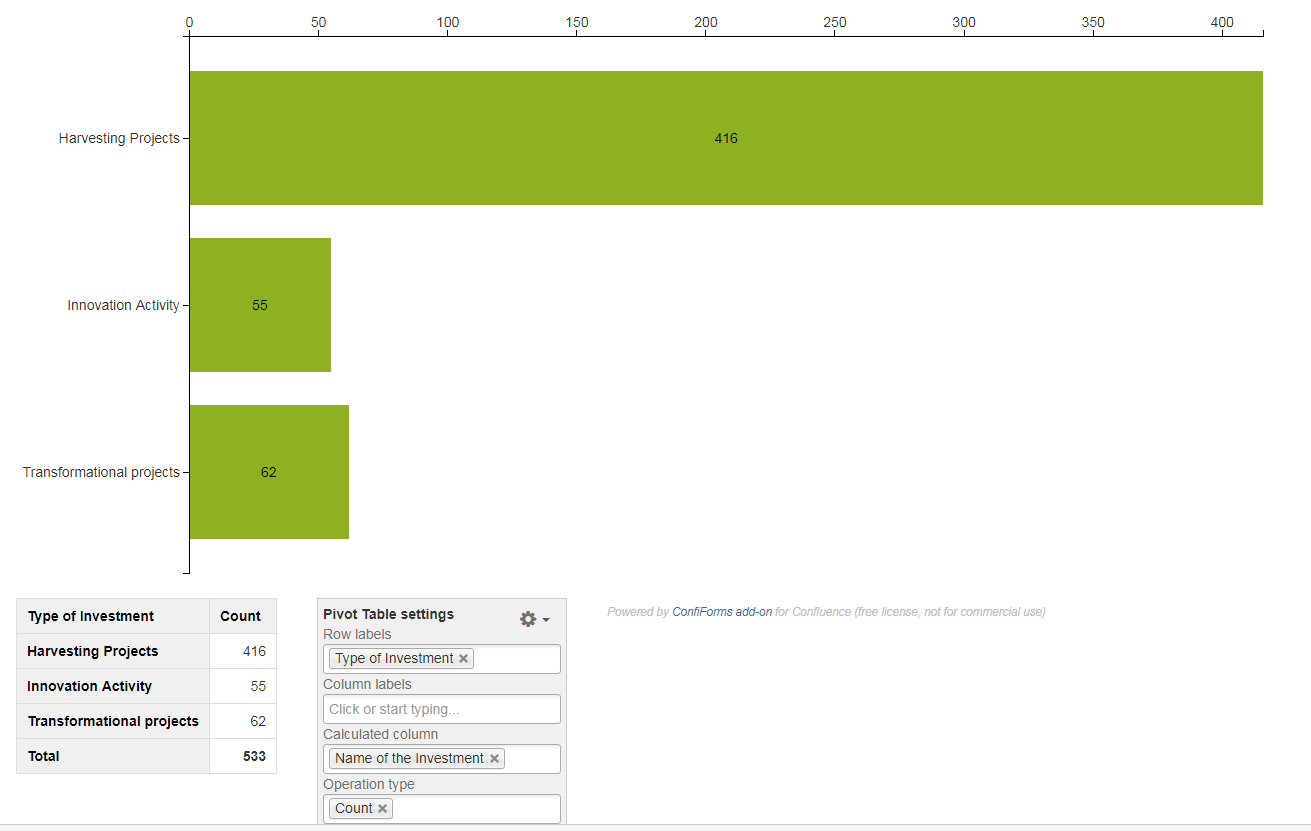 0 50 100 150 200 250 300 350 400
Harvesting Projects 416
Innovation Activity 55
Transformational projects 62
Type of Investment Count
Harvesting Projects 416
Innovation Activity 55
Transformational projects 62
Total 533
Pivot Table settings
Row labels
Type of Investment ×
Column labels
Click or start typing...
Calculated column
Name of the Investment ×
Operation type
Count ×
Powered by ConfiForms add-on for Confluence (free license, not for commercial use)